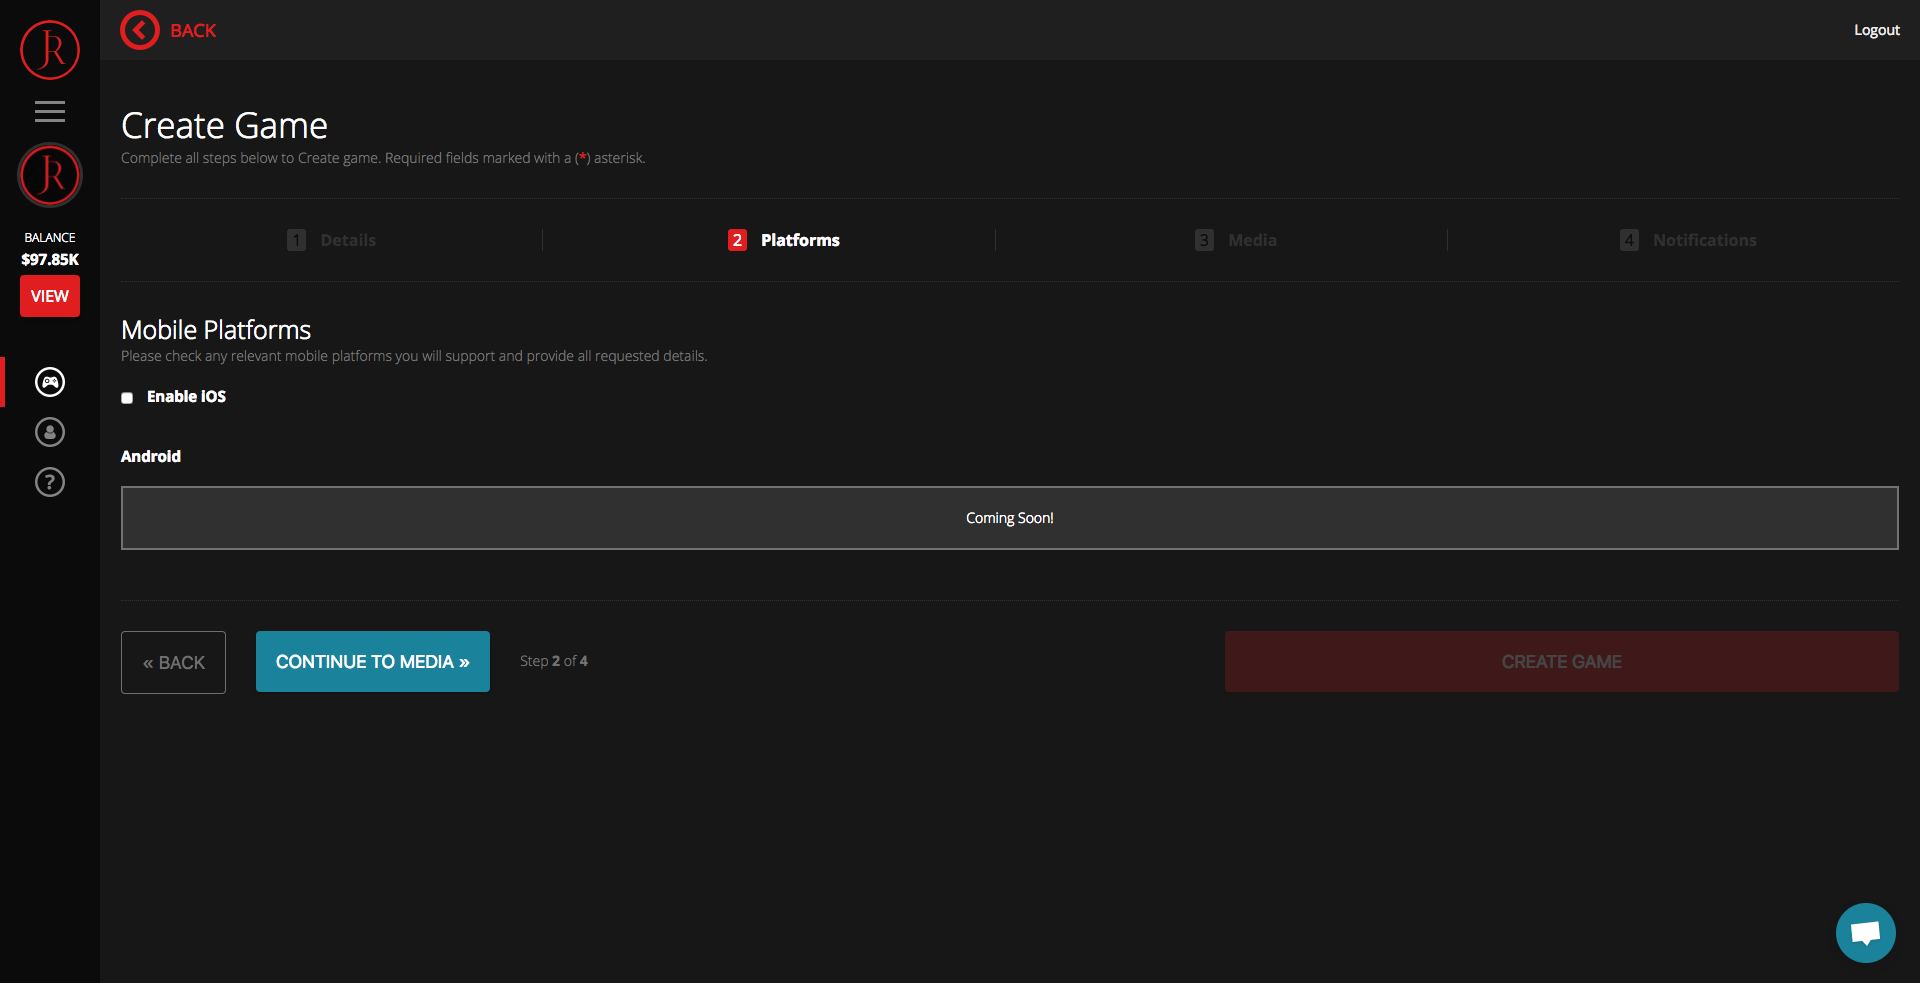 BACK
Logout
JR
JR
BALANCE
$97.85K
VIEW
Create Game
Complete all steps below to Create game. Required fields marked with a (*) asterisk.
1 Details
2 Platforms
3 Media
4 Notifications
Mobile Platforms
Please check any relevant mobile platforms you will support and provide all requested details.
Enable iOS
Android
Coming Soon!
« BACK
CONTINUE TO MEDIA »
Step 2 of 4
CREATE GAME
?